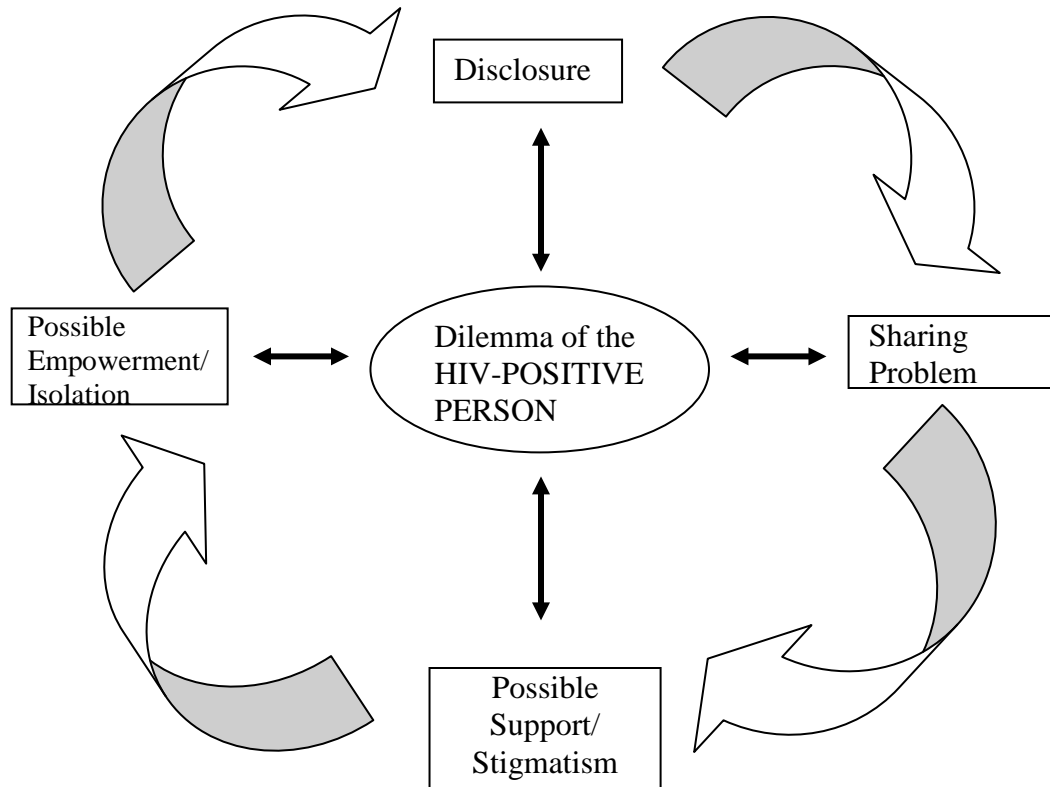 Disclosure
Possible
Empowerment/
Isolation
Dilemma of the
HIV-POSITIVE
PERSON
Sharing
Problem
Possible
Support/
Stigmatism